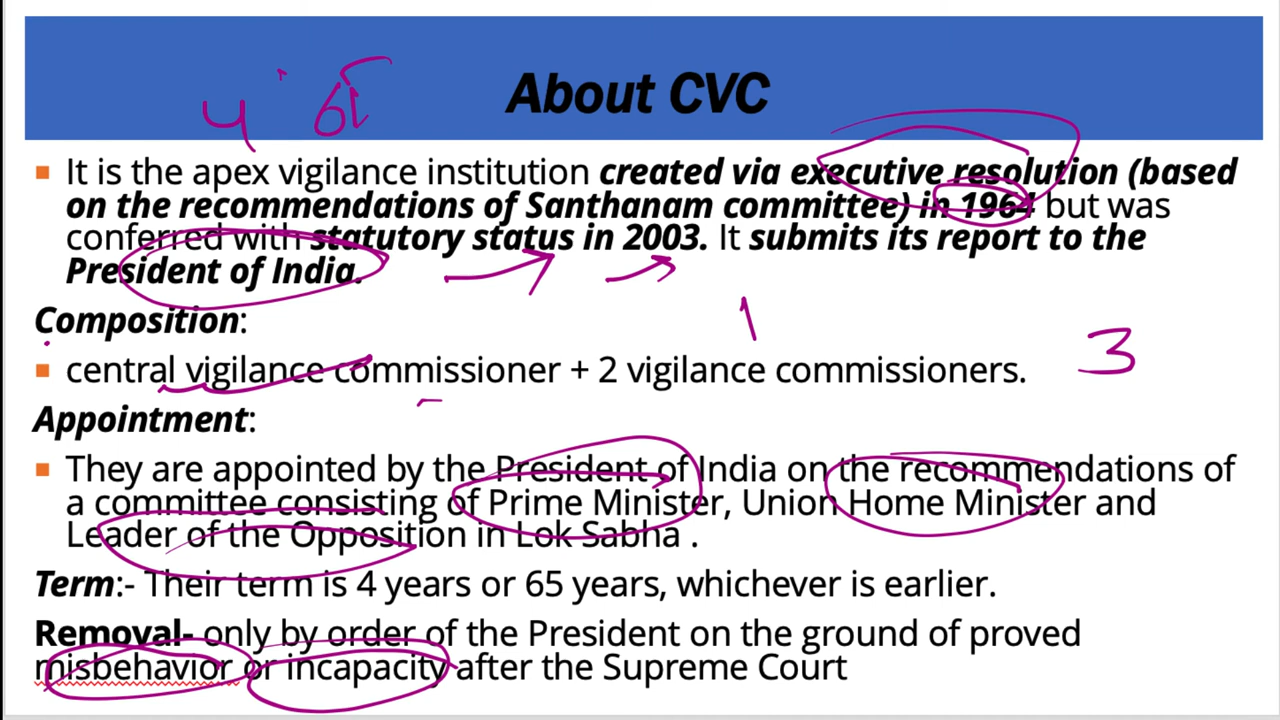 About CVC
4 65
It is the apex vigilance institution created via executive resolution (based
on the recommendations of Santhanam committee) in 1964 but was
conferred with statutory status in 2003. It submits its report to the
President of India.
Composition:
1
central vigilance commissioner + 2 vigilance commissioners.
3
Appointment:
They are appointed by the President of India on the recommendations of
a committee consisting of Prime Minister, Union Home Minister and
Leader of the Opposition in Lok Sabha .
Term:- Their term is 4 years or 65 years, whichever is earlier.
Removal- only by order of the President on the ground of proved
misbehavior or incapacity after the Supreme Court